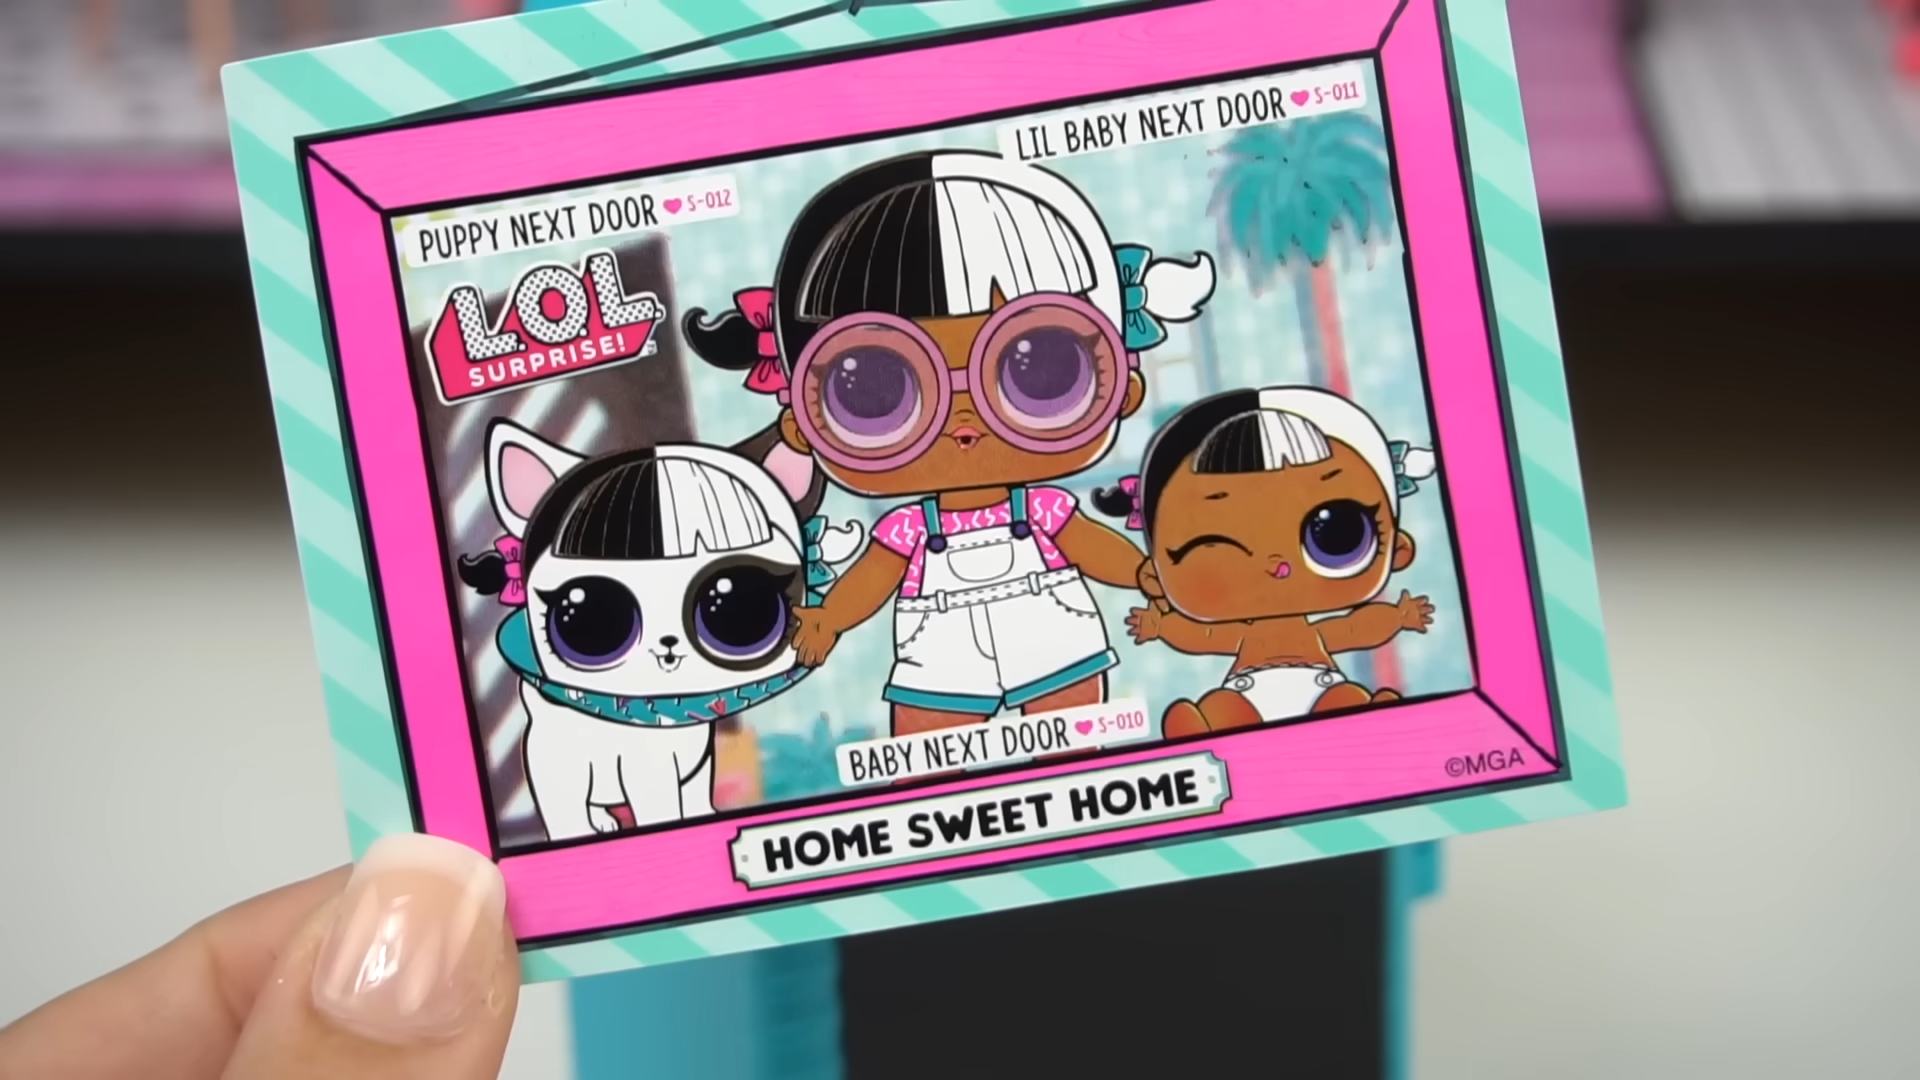 LIL BABY NEXT DOOR ♥ S-011
PUPPY NEXT DOOR ♥ S-012
L.O.L.
SURPRISE!
BABY NEXT DOOR ♥ S-010
HOME SWEET HOME
©MGA